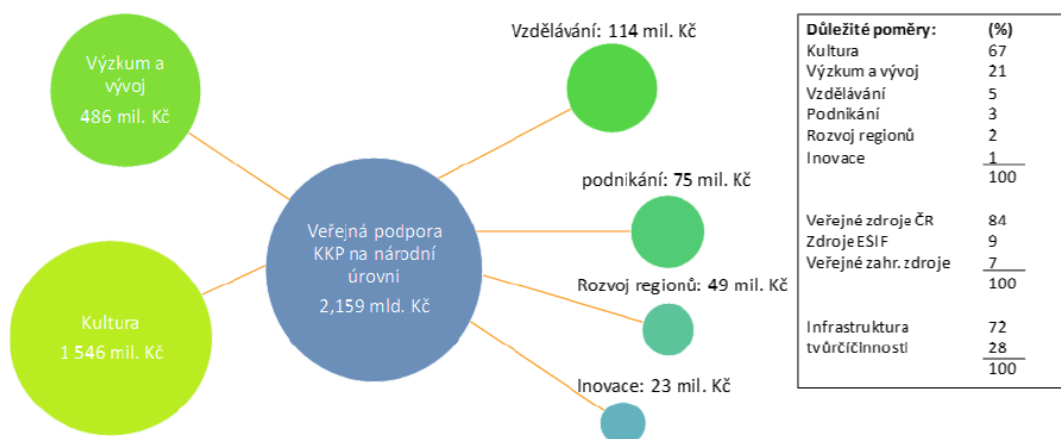 Výzkum a
vývoj
486 mil. Kč
Kultura
1 546 mil. Kč
Veřejná podpora
KKP na národní
úrovni
2,159 mld. Kč
Vzdělávání: 114 mil. Kč
podnikání: 75 mil. Kč
Rozvoj regionů: 49 mil. Kč
Inovace: 23 mil. Kč
Důležité poměry: (%)
Kultura 67
Výzkum a vývoj 21
Vzdělávání 5
Podnikání 3
Rozvoj regionů 2
Inovace 1
100
Veřejné zdroje ČR 84
Zdroje ESIF 9
Veřejné zahr. zdroje 7
100
Infrastruktura 72
tvůrčíčinnosti 28
100